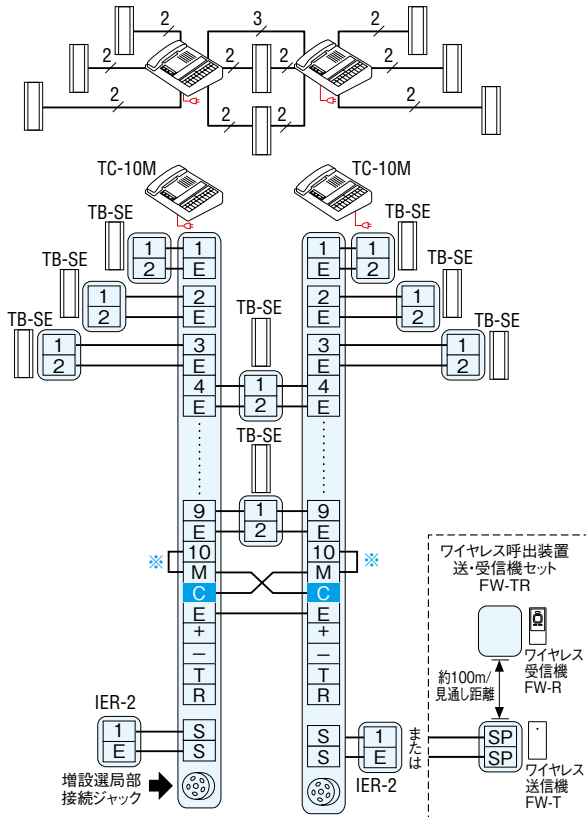 3
2 2 2 2
2 2 2 2
2 2 2 2
TC-10M TC-10M
TB-SE TB-SE
1 1 1 1
2 E E 2
TB-SE TB-SE
1 2 2 1
2 E E 2
TB-SE TB-SE TB-SE
1 3 3 1
2 E E 2
4 1 4
E 2 E
TB-SE
9 1 9
E 2 E
※ 10 10 ※
M M
C C
E E
+ +
− −
T T
R R
IER-2
1 S S 1
E S S E
IER-2
または
増設選局部
接続ジャック
ワイヤレス呼出装置
送・受信機セット
FW-TR
ワイヤレス
受信機
FW-R
約100m/
見通し距離
SP
SP
ワイヤレス
送信機
FW-T